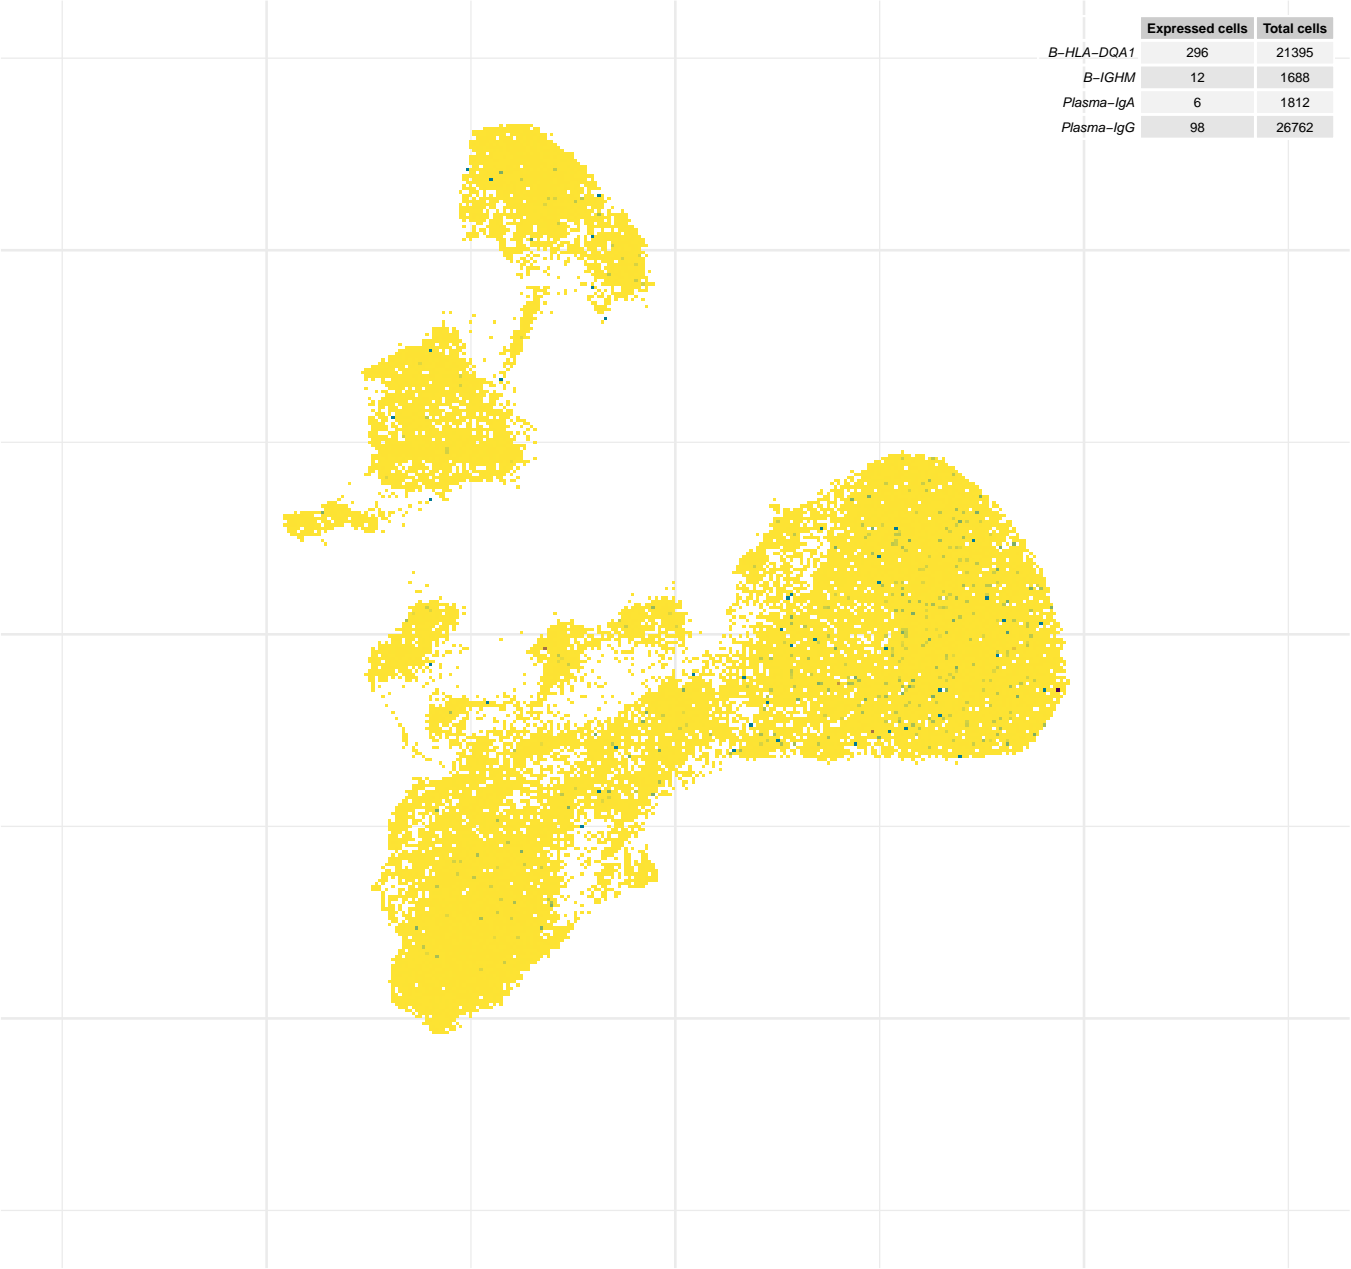 Expressed cells Total cells
B−HLA−DQA1 296 21395
B−IGHM 12 1688
Plasma−IgA 6 1812
Plasma−IgG 98 26762